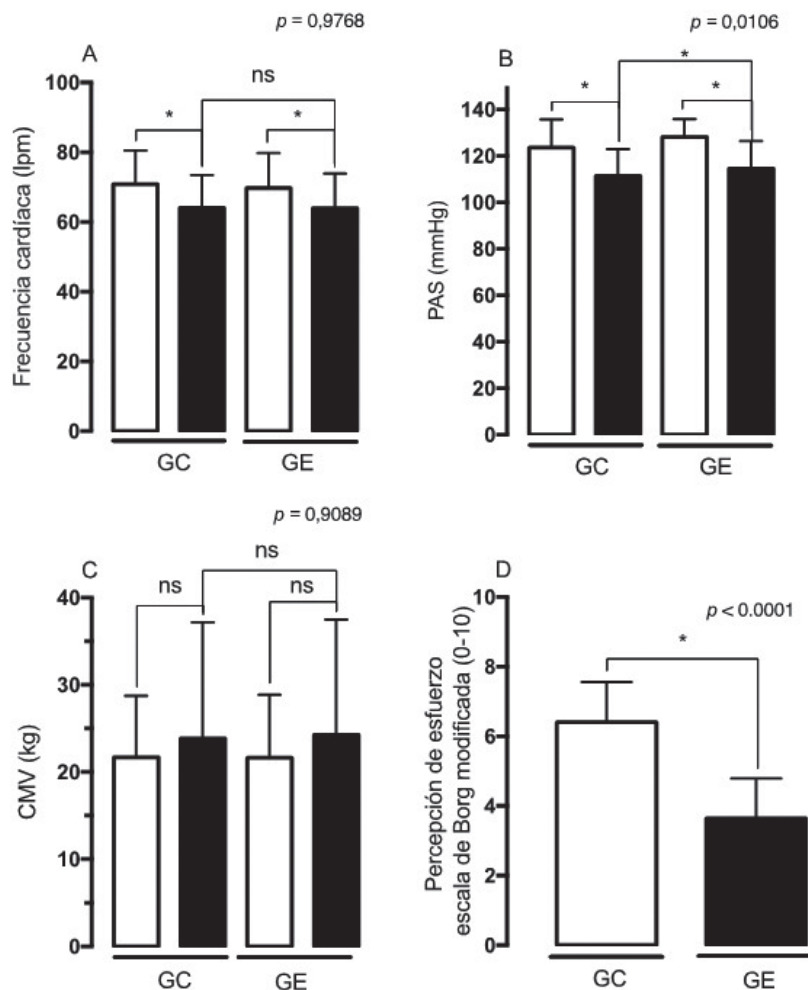 p = 0,9768
A
ns
*
*
Frecuencia cardíaca (lpm)
100
80
60
40
20
0
GC
GE
p = 0,0106
B
*
*
*
PAS (mmHg)
140
120
100
80
60
40
20
0
GC
GE
p = 0,9089
C
ns
ns
ns
CMV (kg)
40
30
20
10
0
GC
GE
D
p < 0.0001
*
Percepción de esfuerzo
escala de Borg modificada (0-10)
10
8
6
4
2
0
GC
GE